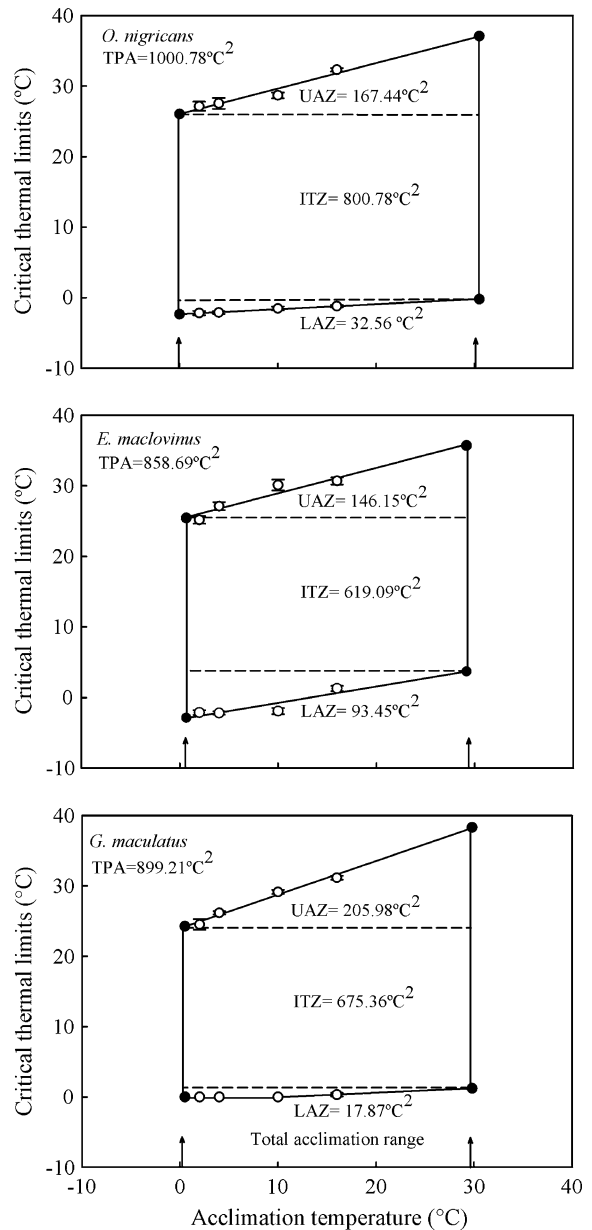 40
O. nigricans
TPA=1000.78ºC2
30
UAZ= 167.44ºC2
20
ITZ= 800.78ºC2
10
0
LAZ= 32.56 ºC2
-10
Critical thermal limits (ºC)
40
E. maclovinus
TPA=858.69ºC2
30
UAZ= 146.15ºC2
20
ITZ= 619.09ºC2
10
0
LAZ= 93.45ºC2
-10
Critical thermal limits (ºC)
40
G. maculatus
TPA=899.21ºC2
30
UAZ= 205.98ºC2
20
ITZ= 675.36ºC2
10
0
LAZ= 17.87ºC2
Total acclimation range
-10
Critical thermal limits (°C)
-10 0 10 20 30 40
Acclimation temperature (°C)